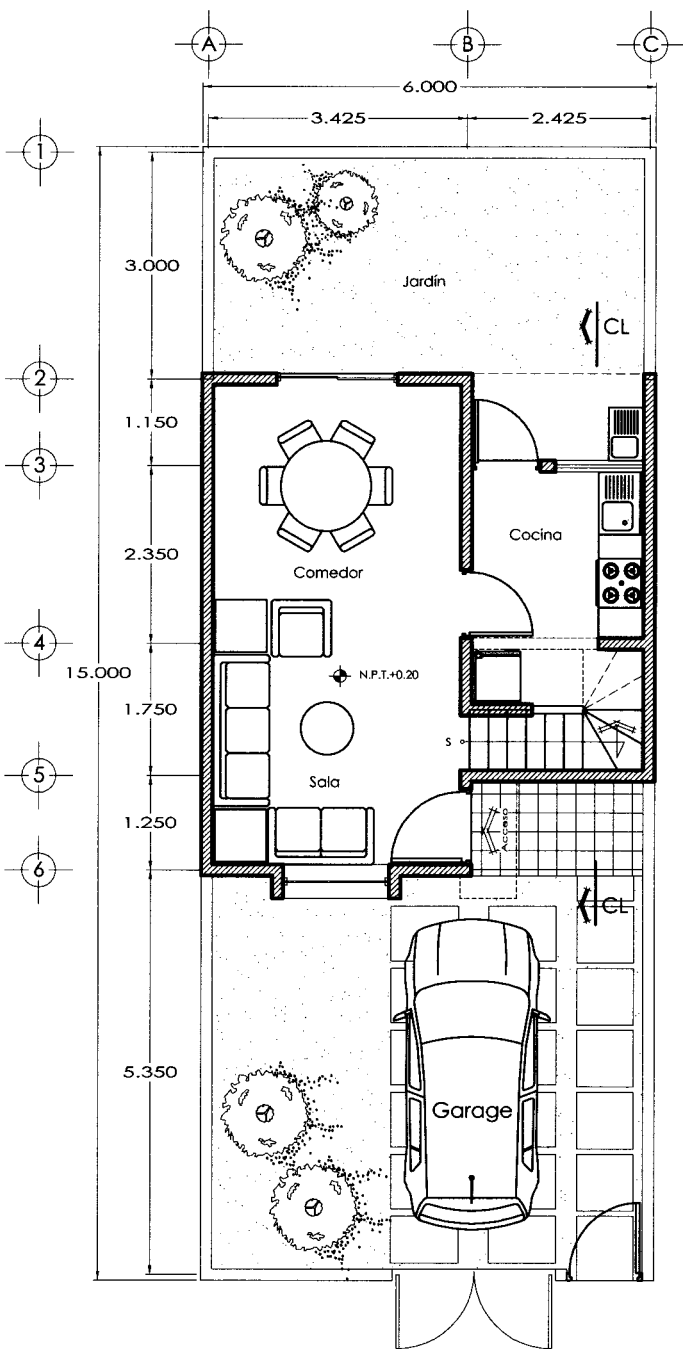 A
B
C
6.000
3.425
2.425
1
3.000
Jardín
CL
2
1.150
3
2.350
Cocina
Comedor
4
15.000
N.P.T.+0.20
1.750
S
5
Sala
1.250
Acceso
6
CL
5.350
Garage